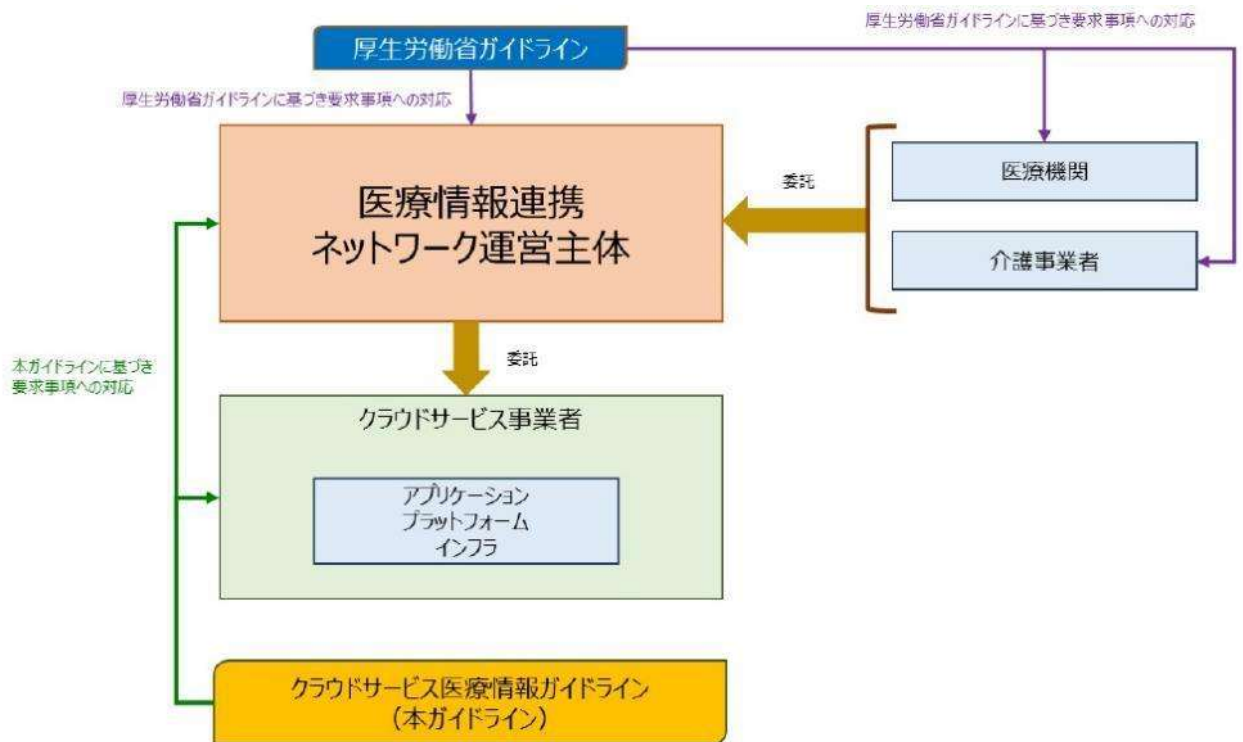 厚生労働省ガイドラインに基づき要求事項への対応
厚生労働省ガイドライン
厚生労働省ガイドラインに基づき要求事項への対応
医療情報連携
ネットワーク運営主体
委託
医療機関
介護事業者
委託
本ガイドラインに基づき
要求事項への対応
クラウドサービス事業者
アプリケーション
プラットフォーム
インフラ
クラウドサービス医療情報ガイドライン
（本ガイドライン）